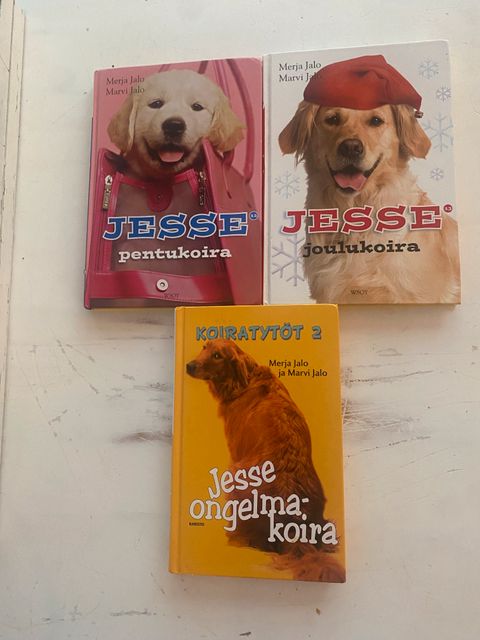 Merja Jalo
Marvi Jalo
JESSE
pentukoira
WSOY
Merja Jalo
Marvi Jalo
JESSE
joulukoira
WSOY
KOIRATYTÖT 2
Merja Jalo
ja Marvi Jalo
Jesse
ongelma-
koira